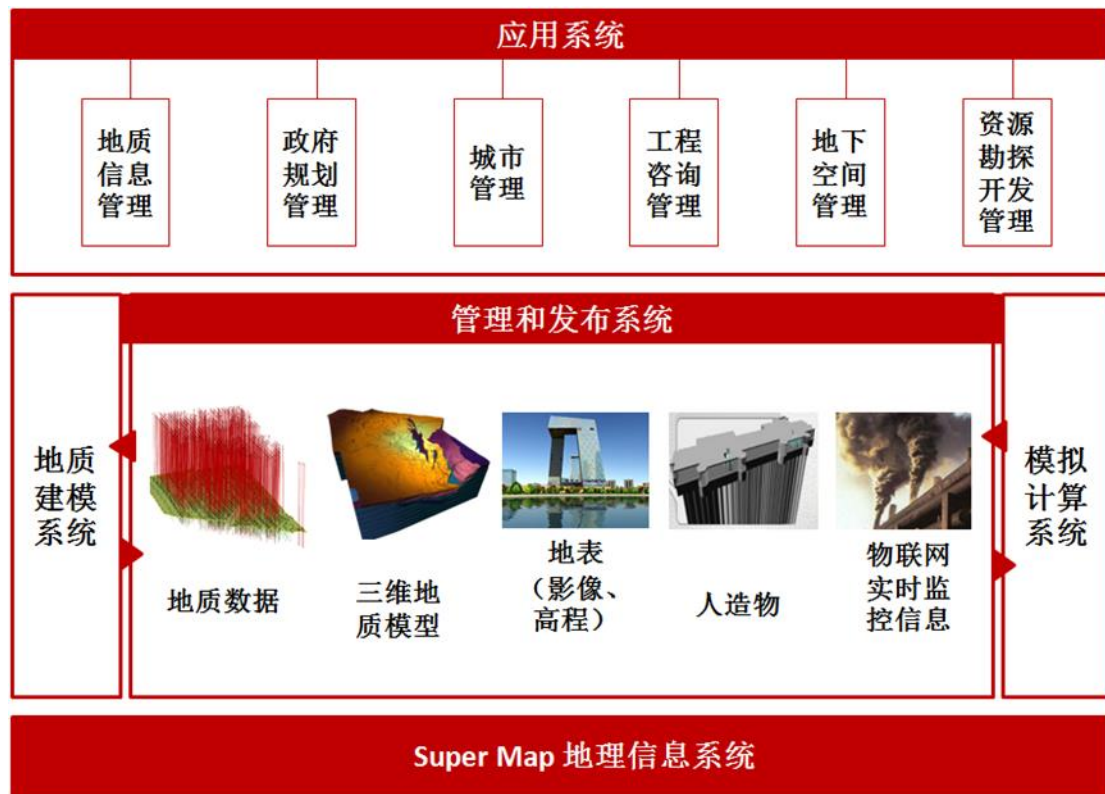 应用系统
地质
信息
管理
政府
规划
管理
城市
管理
工程
咨询
管理
地下
空间
管理
资源
勘探
开发
管理
地质
建模
系统
管理和发布系统
地质数据
三维地
质模型
地表
（影像、
高程）
人造物
物联网
实时监
控信息
模拟
计算
系统
Super Map 地理信息系统